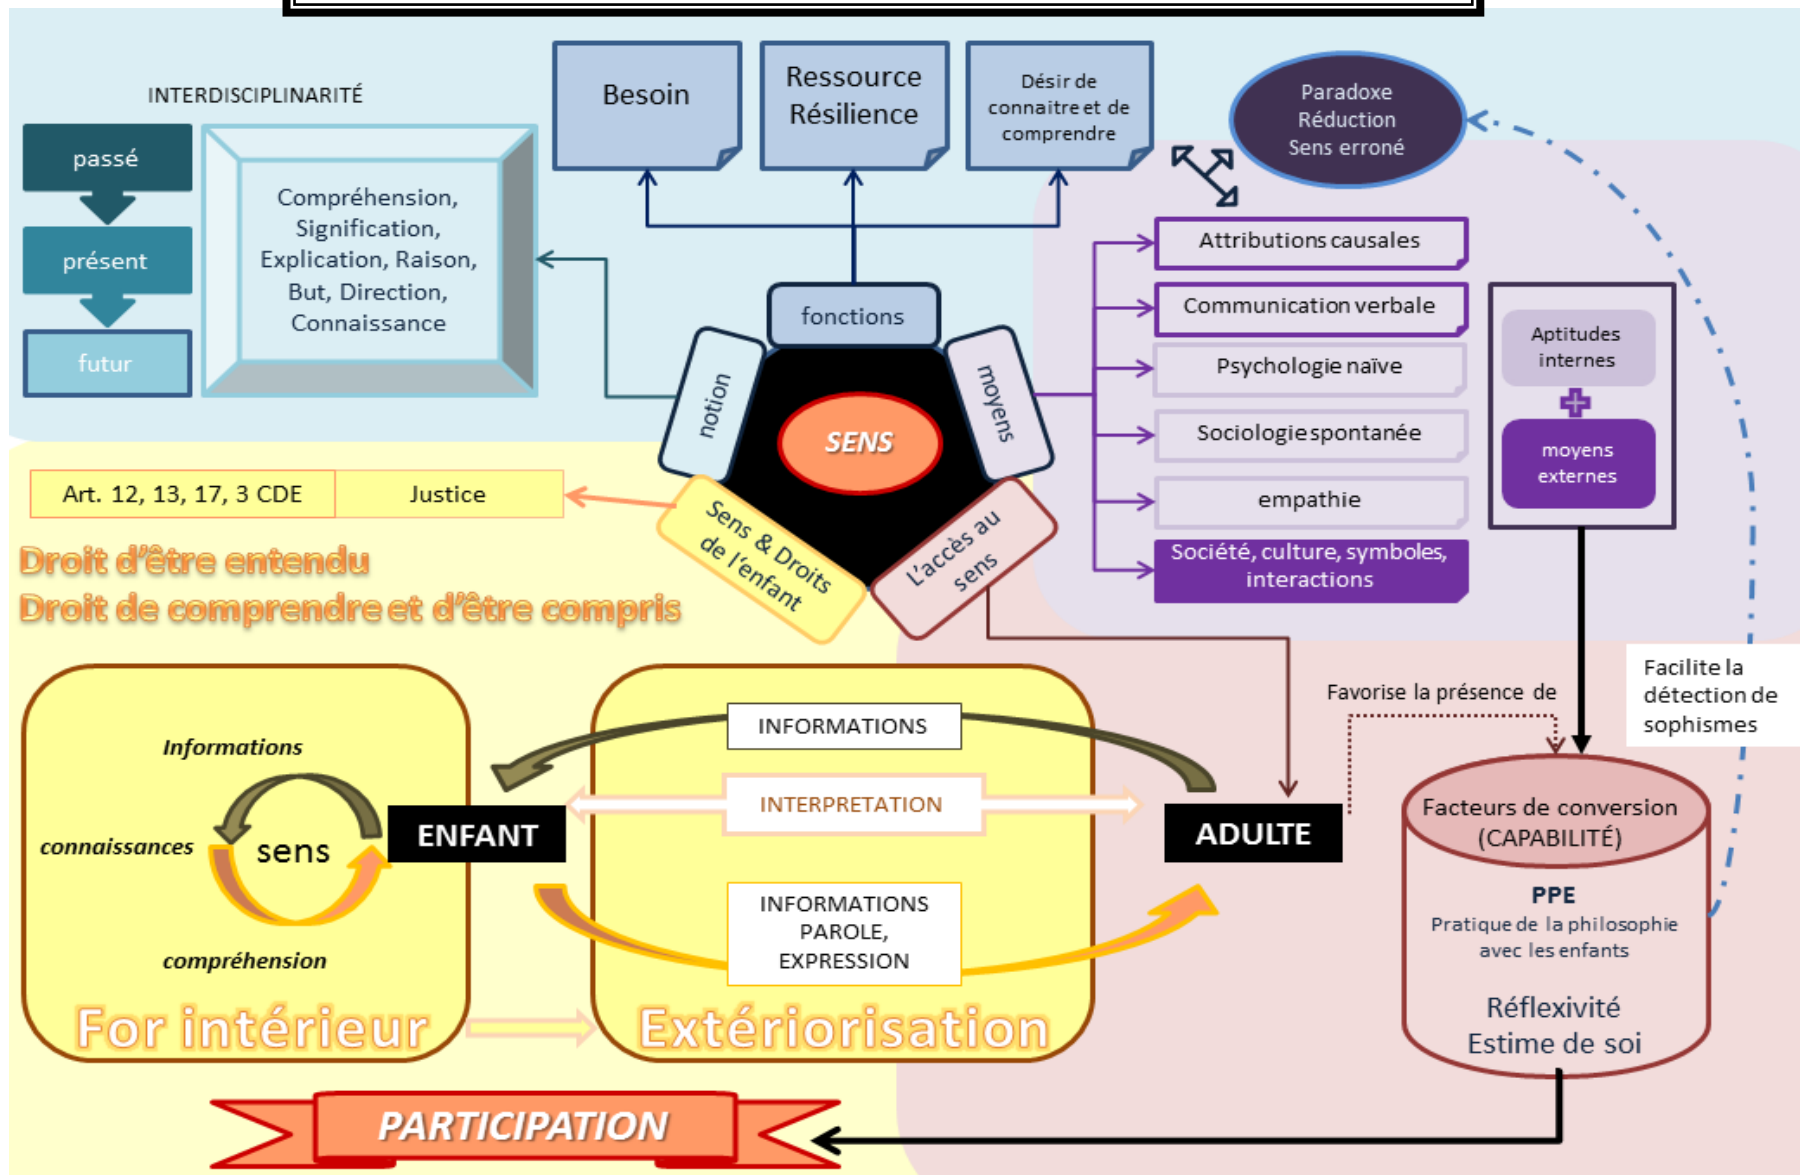 INTERDISCIPLINARITÉ
passé
présent
futur
Compréhension,
Signification,
Explication, Raison,
But, Direction,
Connaissance
Besoin
Ressource
Résilience
Désir de
connaitre et de
comprendre
Paradoxe
Réduction
Sens erroné
fonctions
notion
moyens
SENS
Sens & Droits
de l'enfant
L'accès au
sens
Attributions causales
Communication verbale
Psychologie naïve
Sociologie spontanée
empathie
Société, culture, symboles,
interactions
Aptitudes
internes
moyens
externes
Art. 12, 13, 17, 3 CDE
Justice
Droit d'être entendu
Droit de comprendre et d'être compris
Informations
connaissances
sens
compréhension
ENFANT
For intérieur
INFORMATIONS
INTERPRETATION
INFORMATIONS
PAROLE,
EXPRESSION
Extériorisation
ADULTE
Favorise la présence de
Facilite la
détection de
sophismes
Facteurs de conversion
(CAPABILITÉ)
PPE
Pratique de la philosophie
avec les enfants
Réflexivité
Estime de soi
PARTICIPATION